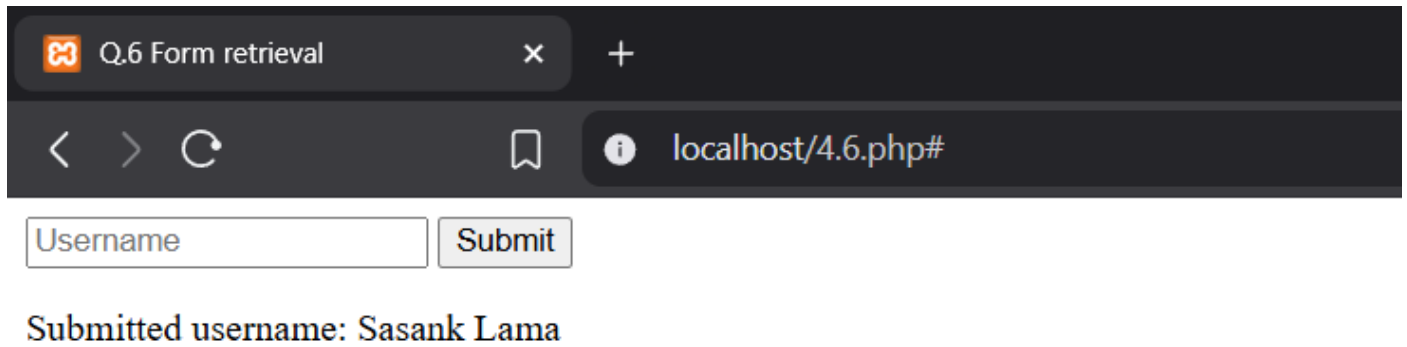 Q.6 Form retrieval
localhost/4.6.php#
Username Submit
Submitted username: Sasank Lama